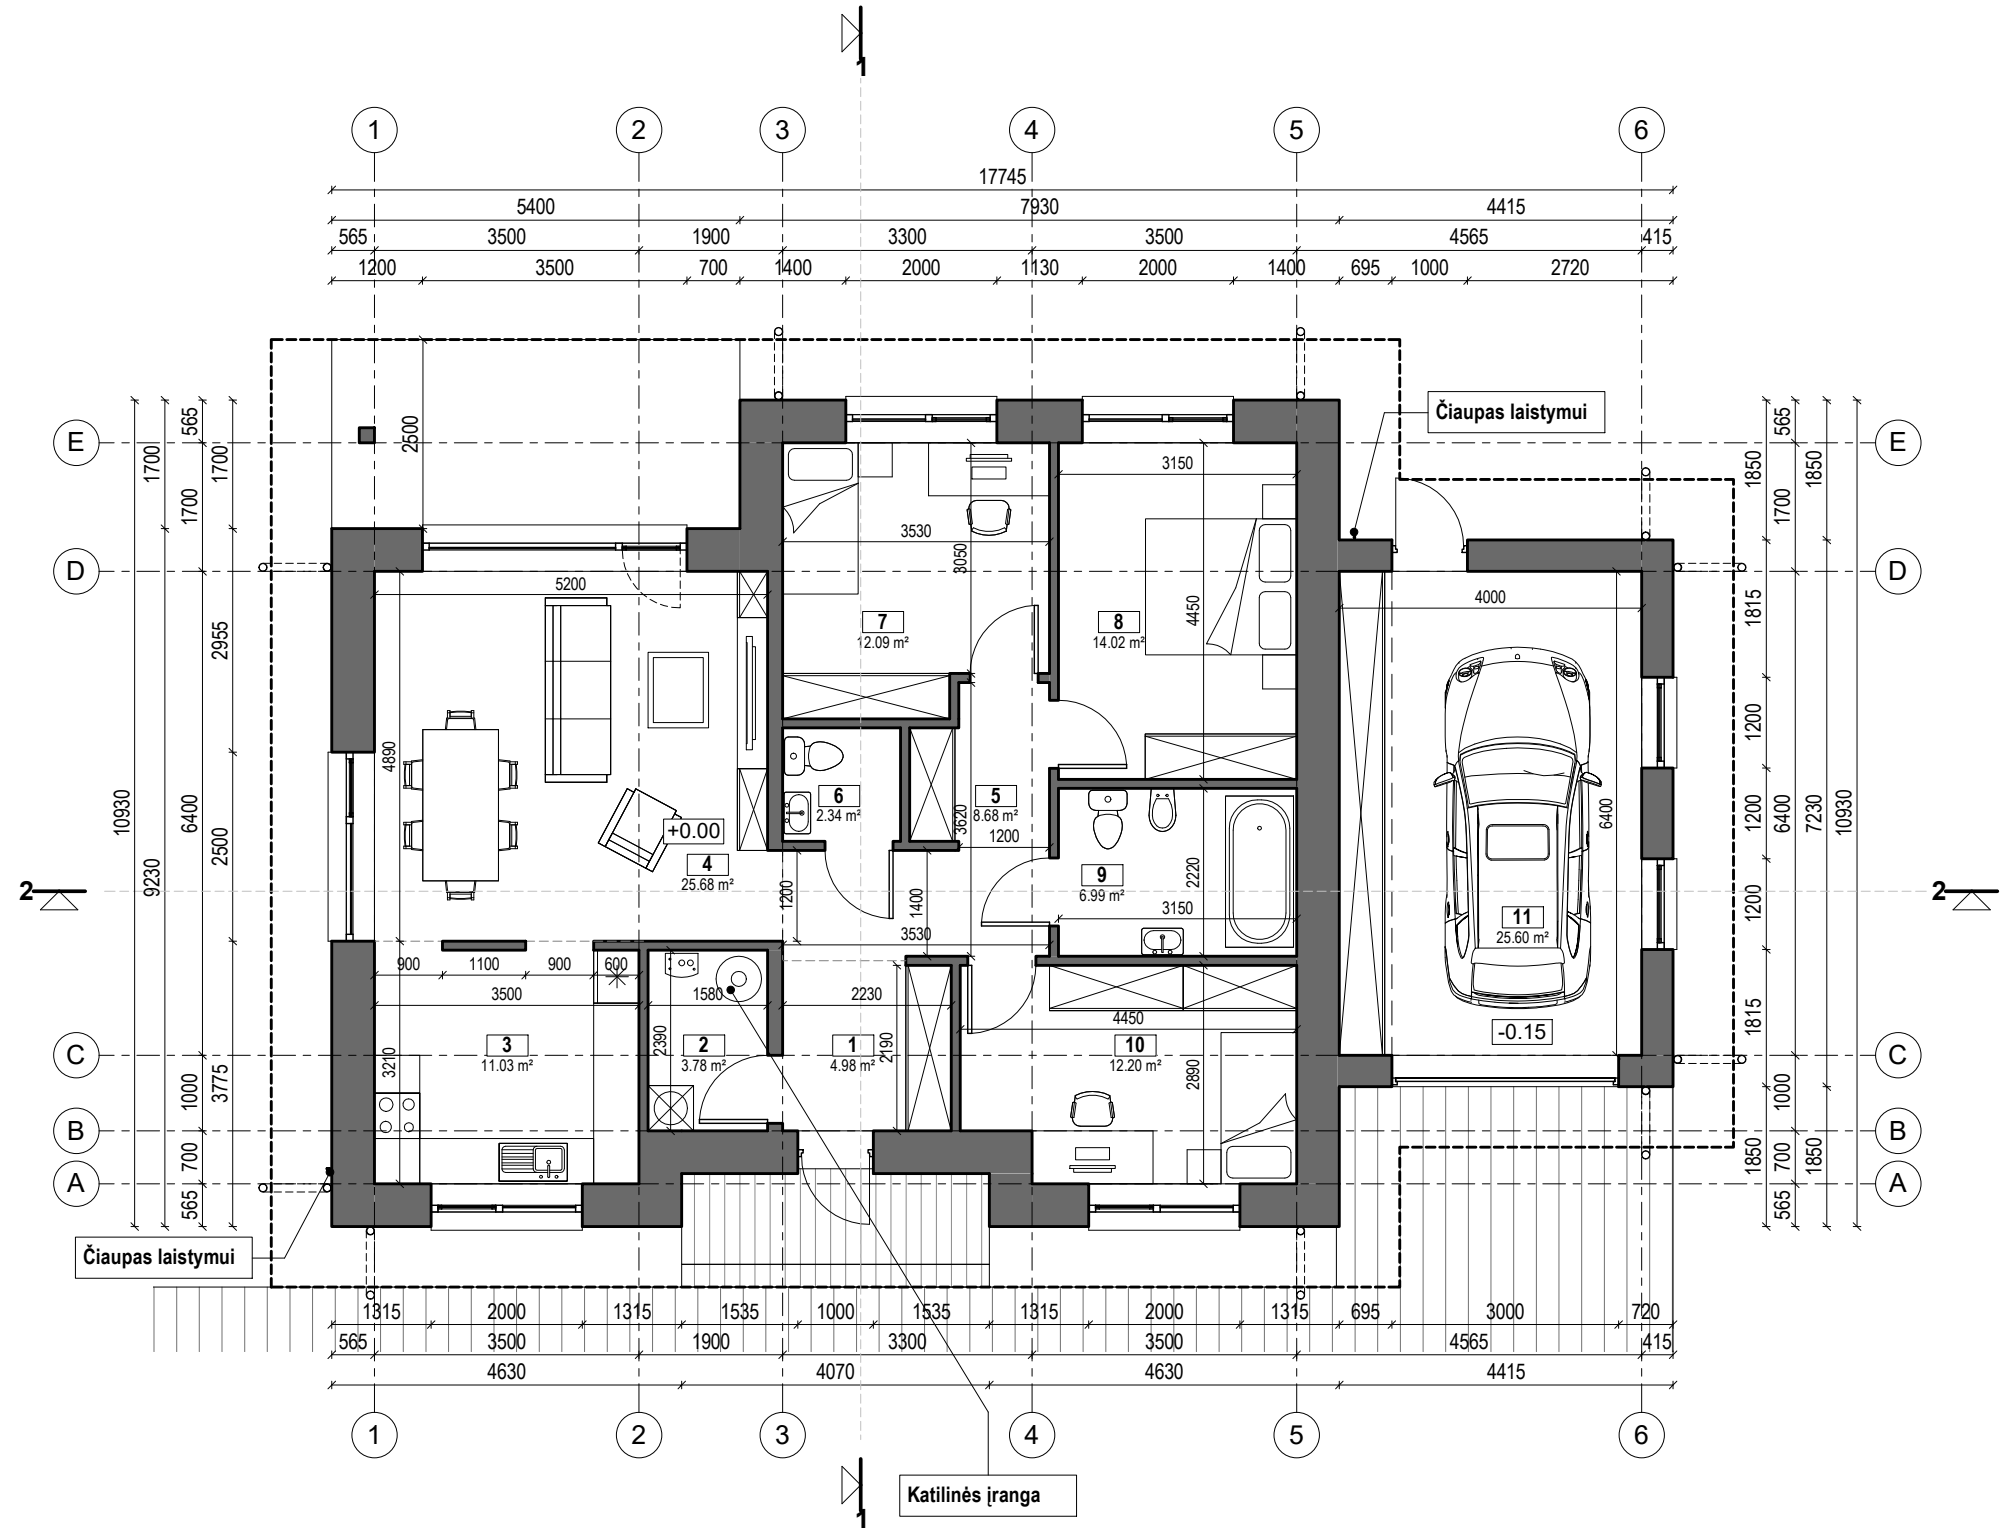 1
1 2 3 4 5 6
17745
5400 7930 4415
565 3500 1900 3300 3500 4565 415
1200 3500 700 1400 2000 1130 2000 1400 695 1000 2720
Čiaupas laistymui
E
E
D
D
C
C
B
B
A
A
10930
1700
9230
565
1700
6400
1000
700
565
1700
2955
2500
3775
2500
5200
4890
+0.00
4
25.68 m²
3530
3050
7
12.09 m²
3150
4450
8
14.02 m²
4000
6400
6
2.34 m²
5
8.68 m²
3620
1200
1200
1400
3530
9
6.99 m²
2220
3150
11
25.60 m²
-0.15
2
2
900 1100 900 600
3500
3210
3
11.03 m²
1580
2390
2
3.78 m²
2230
2190
1
4.98 m²
4450
2890
10
12.20 m²
1850
1815
1200
1200
1200
1815
1850
565
1700
6400
1000
700
565
1850
7230
1850
10930
Čiaupas laistymui
1315 2000 1315 1535 1000 1535 1315 2000 1315 695 3000 720
565 3500 1900 3300 3500 4565 415
4630 4070 4630 4415
1 2 3 4 5 6
Katilinės įranga
1